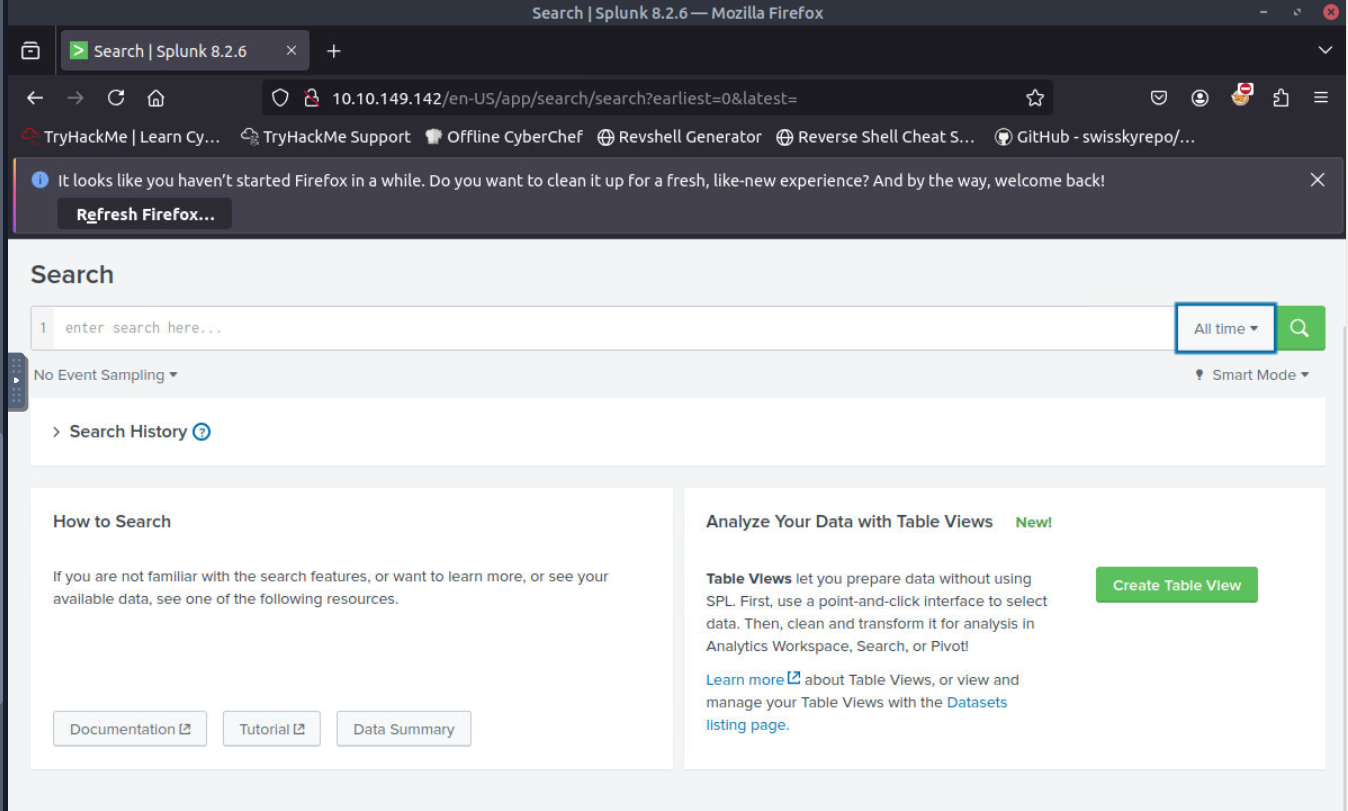 Search | Splunk 8.2.6 — Mozilla Firefox
Search | Splunk 8.2.6
10.10.149.142/en-US/app/search/search?earliest=0&latest=
TryHackMe | Learn Cy... TryHackMe Support Offline CyberChef Revshell Generator Reverse Shell Cheat S... GitHub - swisskyrepo/...
It looks like you haven't started Firefox in a while. Do you want to clean it up for a fresh, like-new experience? And by the way, welcome back!
Refresh Firefox...
Search
1 enter search here... All time
No Event Sampling Smart Mode
Search History ?
How to Search
If you are not familiar with the search features, or want to learn more, or see your
available data, see one of the following resources.
Documentation Tutorial Data Summary
Analyze Your Data with Table Views New!
Table Views let you prepare data without using
SPL. First, use a point-and-click interface to select
data. Then, clean and transform it for analysis in
Analytics Workspace, Search, or Pivot!
Learn more about Table Views, or view and
manage your Table Views with the Datasets
listing page.
Create Table View